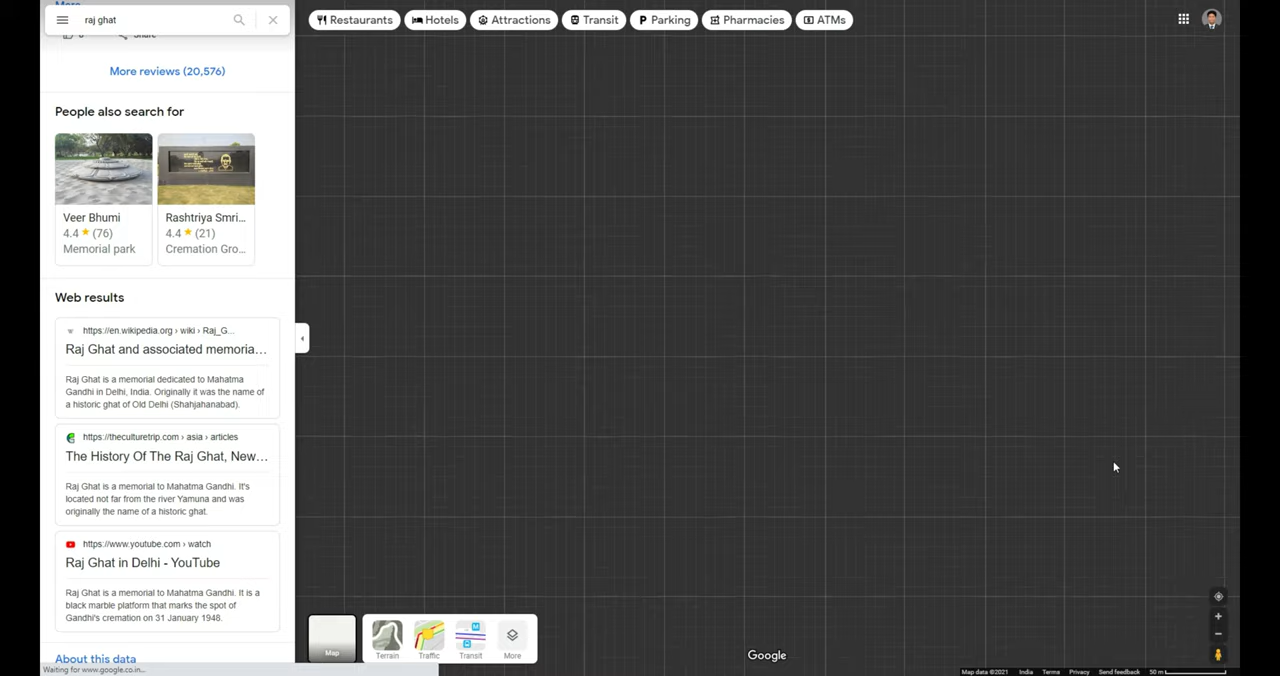 raj ghat
Restaurants
Hotels
Attractions
Transit
Parking
Pharmacies
ATMs
More
8
Share
More reviews (20,576)
People also search for
Veer Bhumi
4.4 ★ (76)
Memorial park
Rashtriya Smri...
4.4 ★ (21)
Cremation Gro...
Web results
https://en.wikipedia.org › wiki › Raj_G...
Raj Ghat and associated memoria...
Raj Ghat is a memorial dedicated to Mahatma
Gandhi in Delhi, India. Originally it was the name of
a historic ghat of Old Delhi (Shahjahanabad).
https://theculturetrip.com › asia › articles
The History Of The Raj Ghat, New...
Raj Ghat is a memorial to Mahatma Gandhi. It's
located not far from the river Yamuna and was
originally the name of a historic ghat.
https://www.youtube.com › watch
Raj Ghat in Delhi - YouTube
Raj Ghat is a memorial to Mahatma Gandhi. It is a
black marble platform that marks the spot of
Gandhi's cremation on 31 January 1948.
About this data
Waiting for www.google.co.in...
Map
Terrain
Traffic
Transit
More
Google
Map data ©2021 India Terms Privacy Send feedback 50 m